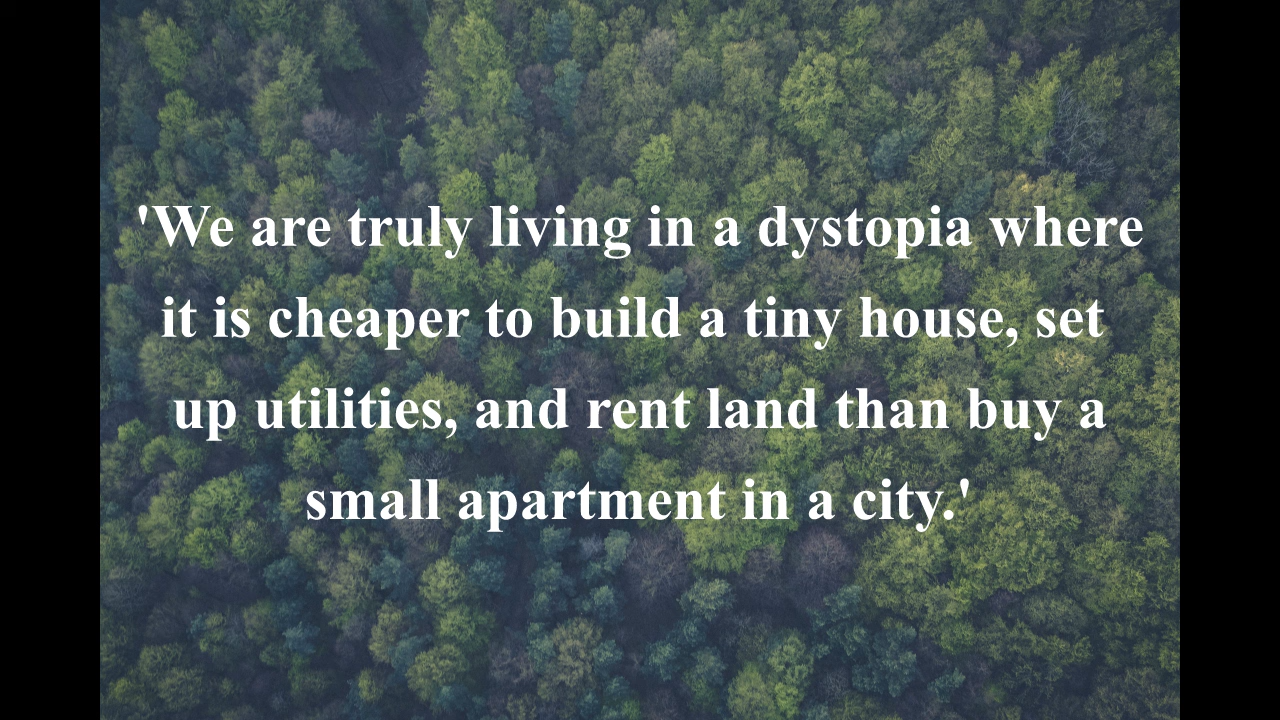 'We are truly living in a dystopia where
it is cheaper to build a tiny house, set
up utilities, and rent land than buy a
small apartment in a city.'